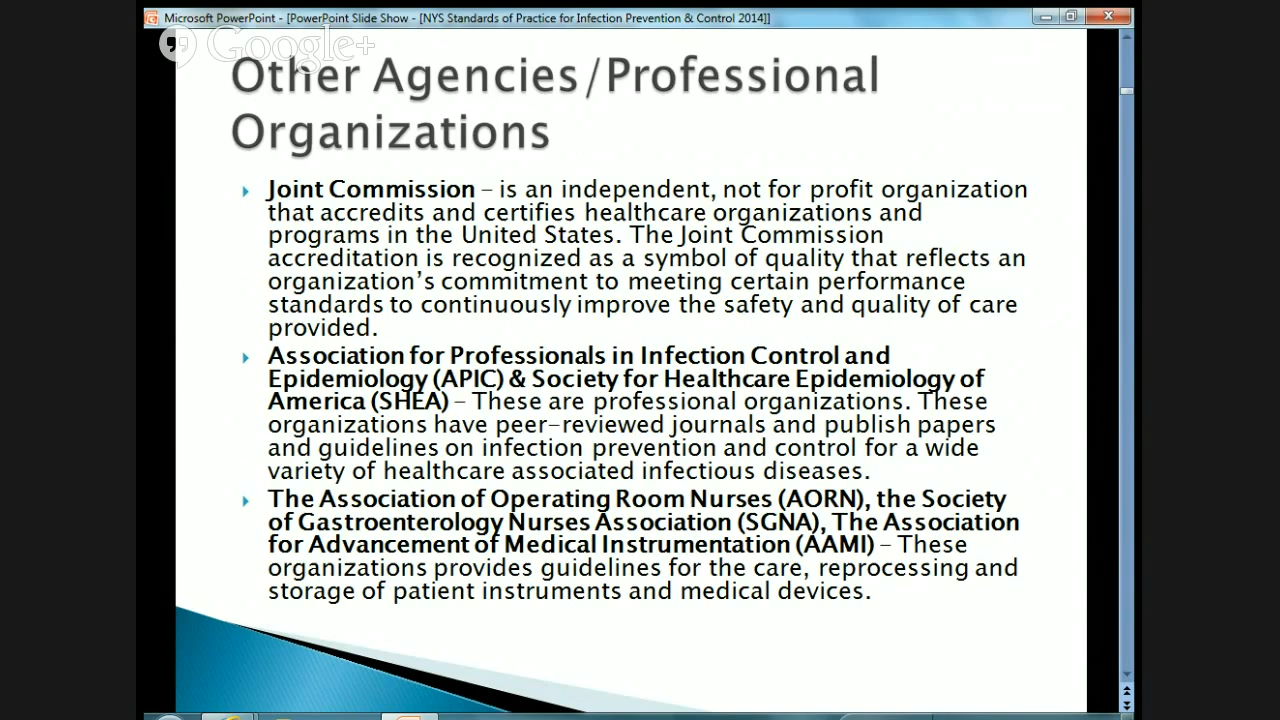 Microsoft PowerPoint - [PowerPoint Slide Show - [NYS Standards of Practice for Infection Prevention & Control 2014]]
Google+
Other Agencies/Professional
Organizations
Joint Commission – is an independent, not for profit organization
that accredits and certifies healthcare organizations and
programs in the United States. The Joint Commission
accreditation is recognized as a symbol of quality that reflects an
organization's commitment to meeting certain performance
standards to continuously improve the safety and quality of care
provided.
Association for Professionals in Infection Control and
Epidemiology (APIC) & Society for Healthcare Epidemiology of
America (SHEA) – These are professional organizations. These
organizations have peer-reviewed journals and publish papers
and guidelines on infection prevention and control for a wide
variety of healthcare associated infectious diseases.
The Association of Operating Room Nurses (AORN), the Society
of Gastroenterology Nurses Association (SGNA), The Association
for Advancement of Medical Instrumentation (AAMI) – These
organizations provides guidelines for the care, reprocessing and
storage of patient instruments and medical devices.